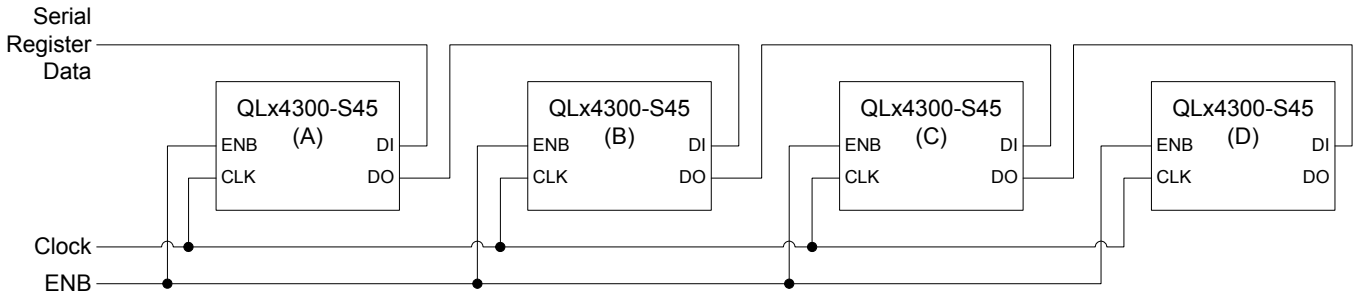 Serial
Register
Data
QLx4300-S45
(A)
ENB
DI
CLK
DO
QLx4300-S45
(B)
ENB
DI
CLK
DO
QLx4300-S45
(C)
ENB
DI
CLK
DO
QLx4300-S45
(D)
ENB
DI
CLK
DO
Clock
ENB